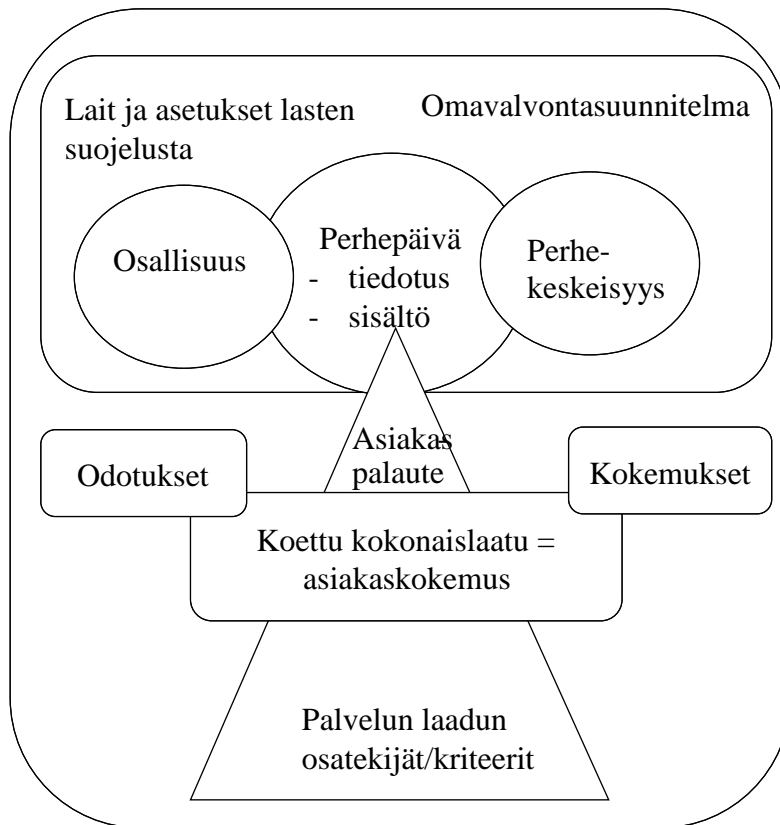 Lait ja asetukset lasten
suojelusta
Omavalvontasuunnitelma
Osallisuus
Perhepäivä
- tiedotus
- sisältö
Perhe-
keskeisyys
Asiakas-
palaute
Odotukset
Kokemukset
Koettu kokonaislaatu =
asiakaskokemus
Palvelun laadun
osatekijät/kriteerit